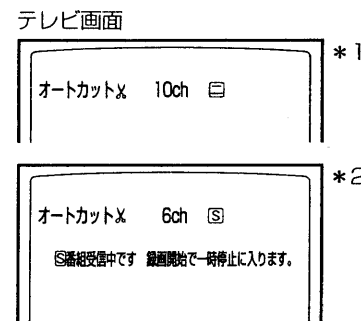 テレビ画面
*1
オートカット✂ 10ch 🈔
*2
オートカット✂ 6ch 🅂
🅂番組受信中です 録画開始で一時停止に入ります。